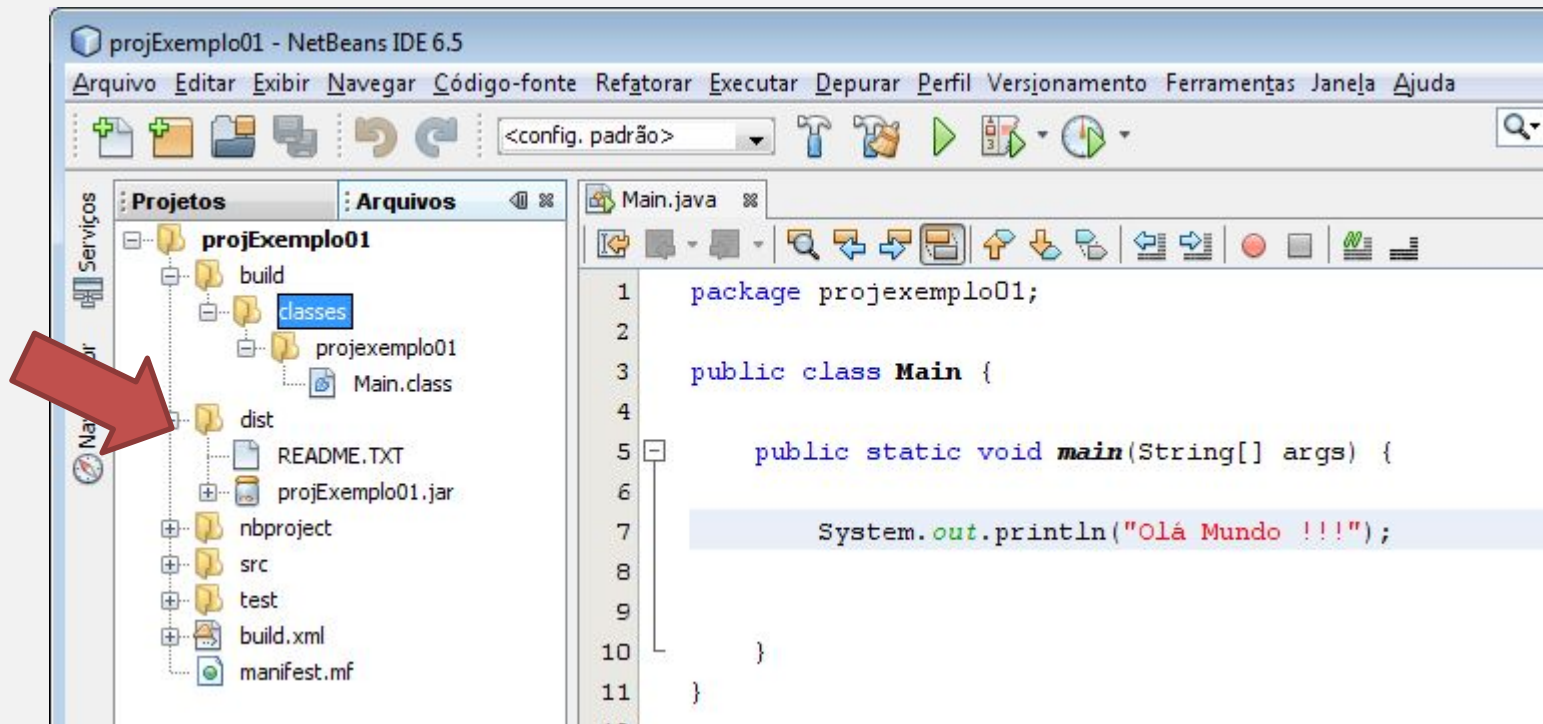 projExemplo01 - NetBeans IDE 6.5
Arquivo Editar Exibir Navegar Código-fonte Refatorar Executar Depurar Perfil Versionamento Ferramentas Janela Ajuda
<config. padrão>
Serviços
Projetos
Arquivos
projExemplo01
build
classes
projexemplo01
Main.class
dist
README.TXT
projExemplo01.jar
nbproject
src
test
build.xml
manifest.mf
Main.java
1 package projexemplo01;
2
3 public class Main {
4
5 public static void main(String[] args) {
6
7 System.out.println("Olá Mundo !!!");
8
9
10 }
11 }